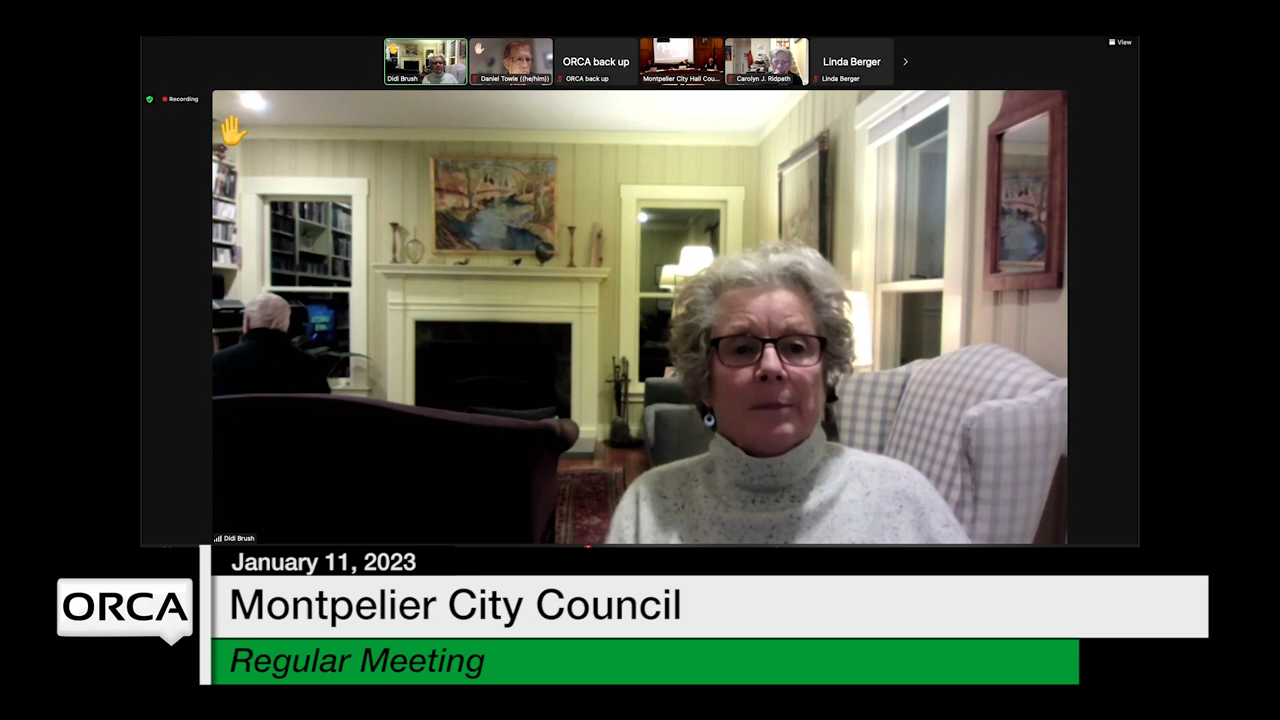 View
ORCA back up
Linda Berger
Didi Brush
Daniel Towle ((he/him))
ORCA back up
Montpelier City Hall Cou...
Carolyn J. Ridpath
Linda Berger
Recording
Didi Brush
January 11, 2023
ORCA
Montpelier City Council
Regular Meeting